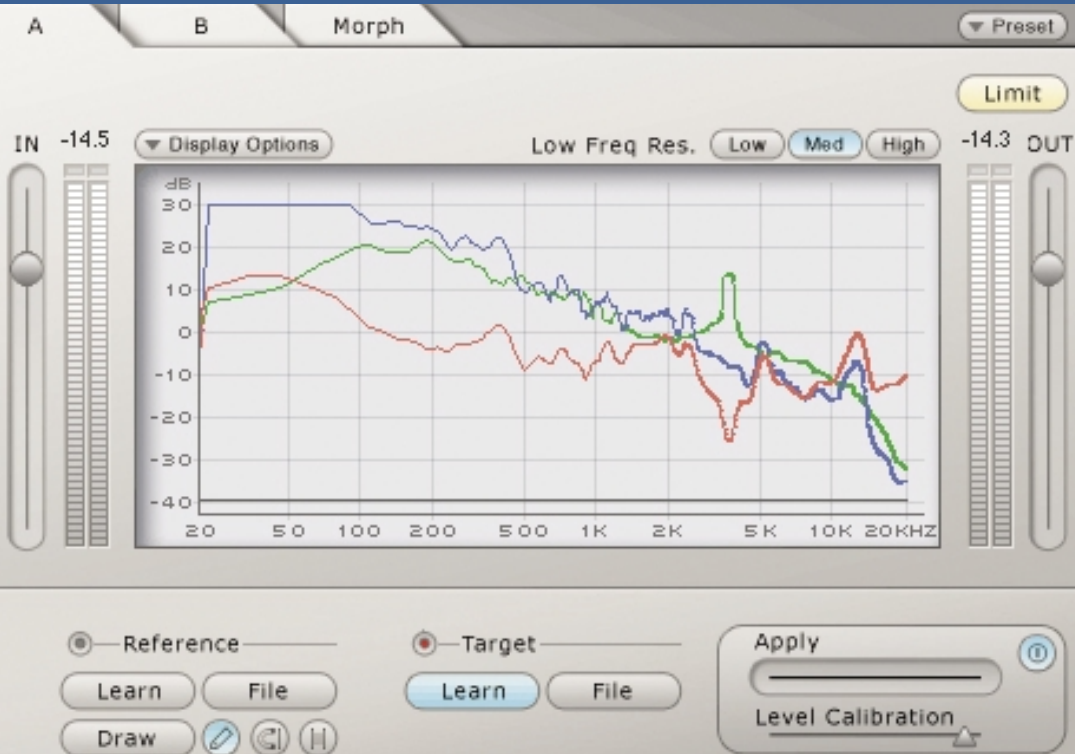 A B Morph Preset
Limit
IN -14.5 Display Options Low Freq Res. Low Med High -14.3 OUT
dB
30
20
10
0
-10
-20
-30
-40
20 50 100 200 500 1K 2K 5K 10K 20KHZ
Reference Target Apply
Learn File Learn File
Level Calibration
Draw